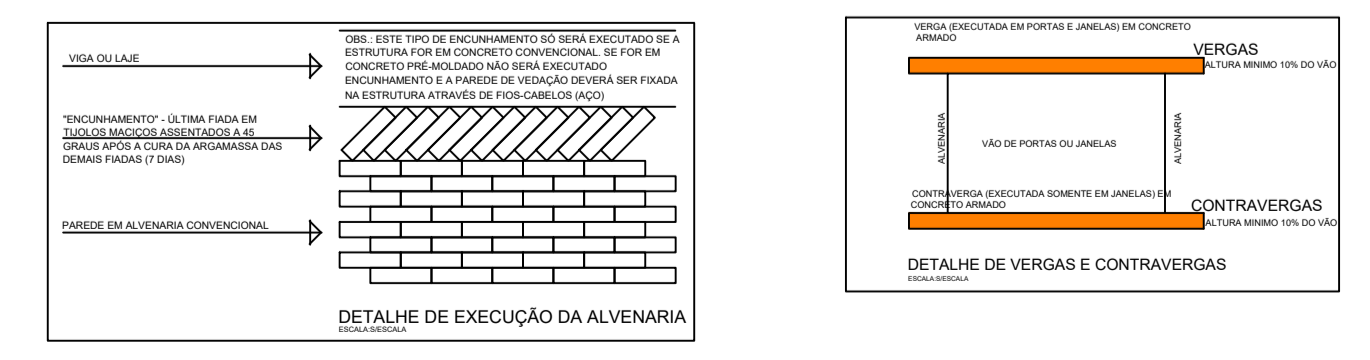 VIGA OU LAJE
OBS.: ESTE TIPO DE ENCUNHAMENTO SÓ SERÁ EXECUTADO SE A
ESTRUTURA FOR EM CONCRETO CONVENCIONAL. SE FOR EM
CONCRETO PRÉ-MOLDADO NÃO SERÁ EXECUTADO
ENCUNHAMENTO E A PAREDE DE VEDAÇÃO DEVERÁ SER FIXADA
NA ESTRUTURA ATRAVÉS DE FIOS-CABELOS (AÇO)
"ENCUNHAMENTO" - ÚLTIMA FIADA EM
TIJOLOS MACIÇOS ASSENTADOS A 45
GRAUS APÓS A CURA DA ARGAMASSA DAS
DEMAIS FIADAS (7 DIAS)
PAREDE EM ALVENARIA CONVENCIONAL
DETALHE DE EXECUÇÃO DA ALVENARIA
ESCALA:S/ESCALA
VERGA (EXECUTADA EM PORTAS E JANELAS) EM CONCRETO
ARMADO
VERGAS
ALTURA MINIMO 10% DO VÃO
ALVENARIA
VÃO DE PORTAS OU JANELAS
ALVENARIA
CONTRAVERGA (EXECUTADA SOMENTE EM JANELAS) EM
CONCRETO ARMADO
CONTRAVERGAS
ALTURA MINIMO 10% DO VÃO
DETALHE DE VERGAS E CONTRAVERGAS
ESCALA:S/ESCALA